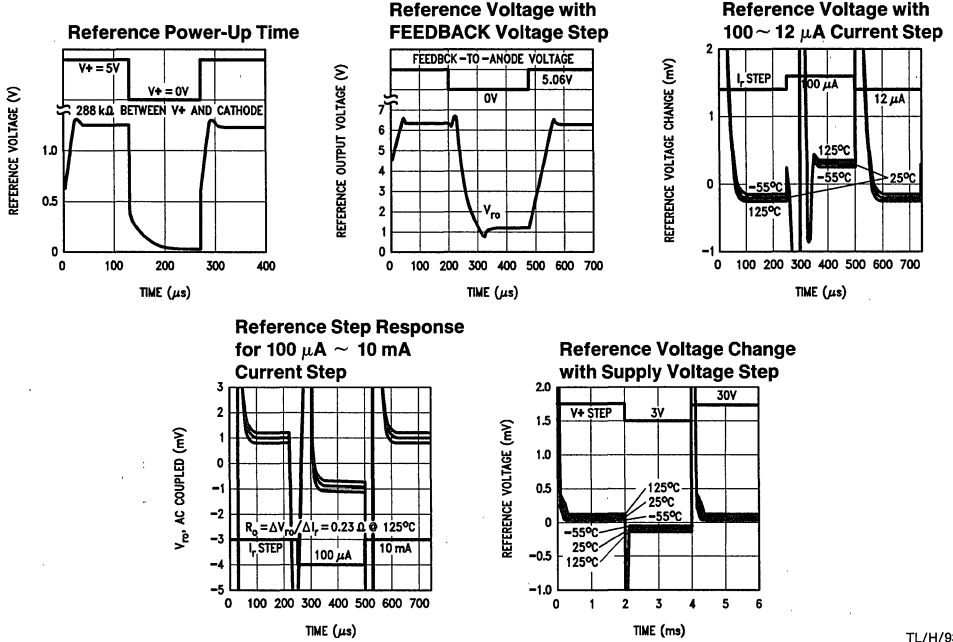 Reference Power-Up Time
REFERENCE VOLTAGE (V)
V+ = 5V
V+ = 0V
288 kΩ BETWEEN V+ AND CATHODE
1.0
0.5
0
0 100 200 300 400
TIME (μs)
Reference Voltage with
FEEDBACK Voltage Step
REFERENCE OUTPUT VOLTAGE (V)
FEEDBCK-TO-ANODE VOLTAGE
5.06V
0V
7
6
5
4
3
2
1
0
Vro
0 100 200 300 400 500 600 700
TIME (μs)
Reference Voltage with
100 ~ 12 μA Current Step
REFERENCE VOLTAGE CHANGE (mV)
2
1
0
-1
Ir STEP
100 μA
12 μA
125°C
-55°C
-55°C
25°C
125°C
0 100 200 300 400 500 600 700
TIME (μs)
Reference Step Response
for 100 μA ~ 10 mA
Current Step
Vro, AC COUPLED (mV)
3
2
1
0
-1
-2
-3
-4
-5
Ro = ΔVro/ΔIr = 0.23 Ω @ 125°C
Ir STEP
100 μA
10 mA
0 100 200 300 400 500 600 750
TIME (μs)
Reference Voltage Change
with Supply Voltage Step
REFERENCE VOLTAGE (mV)
2.0
1.5
1.0
0.5
0
-0.5
-1.0
V+ STEP
3V
30V
125°C
25°C
-55°C
-55°C
25°C
125°C
0 1 2 3 4 5 6
TIME (ms)